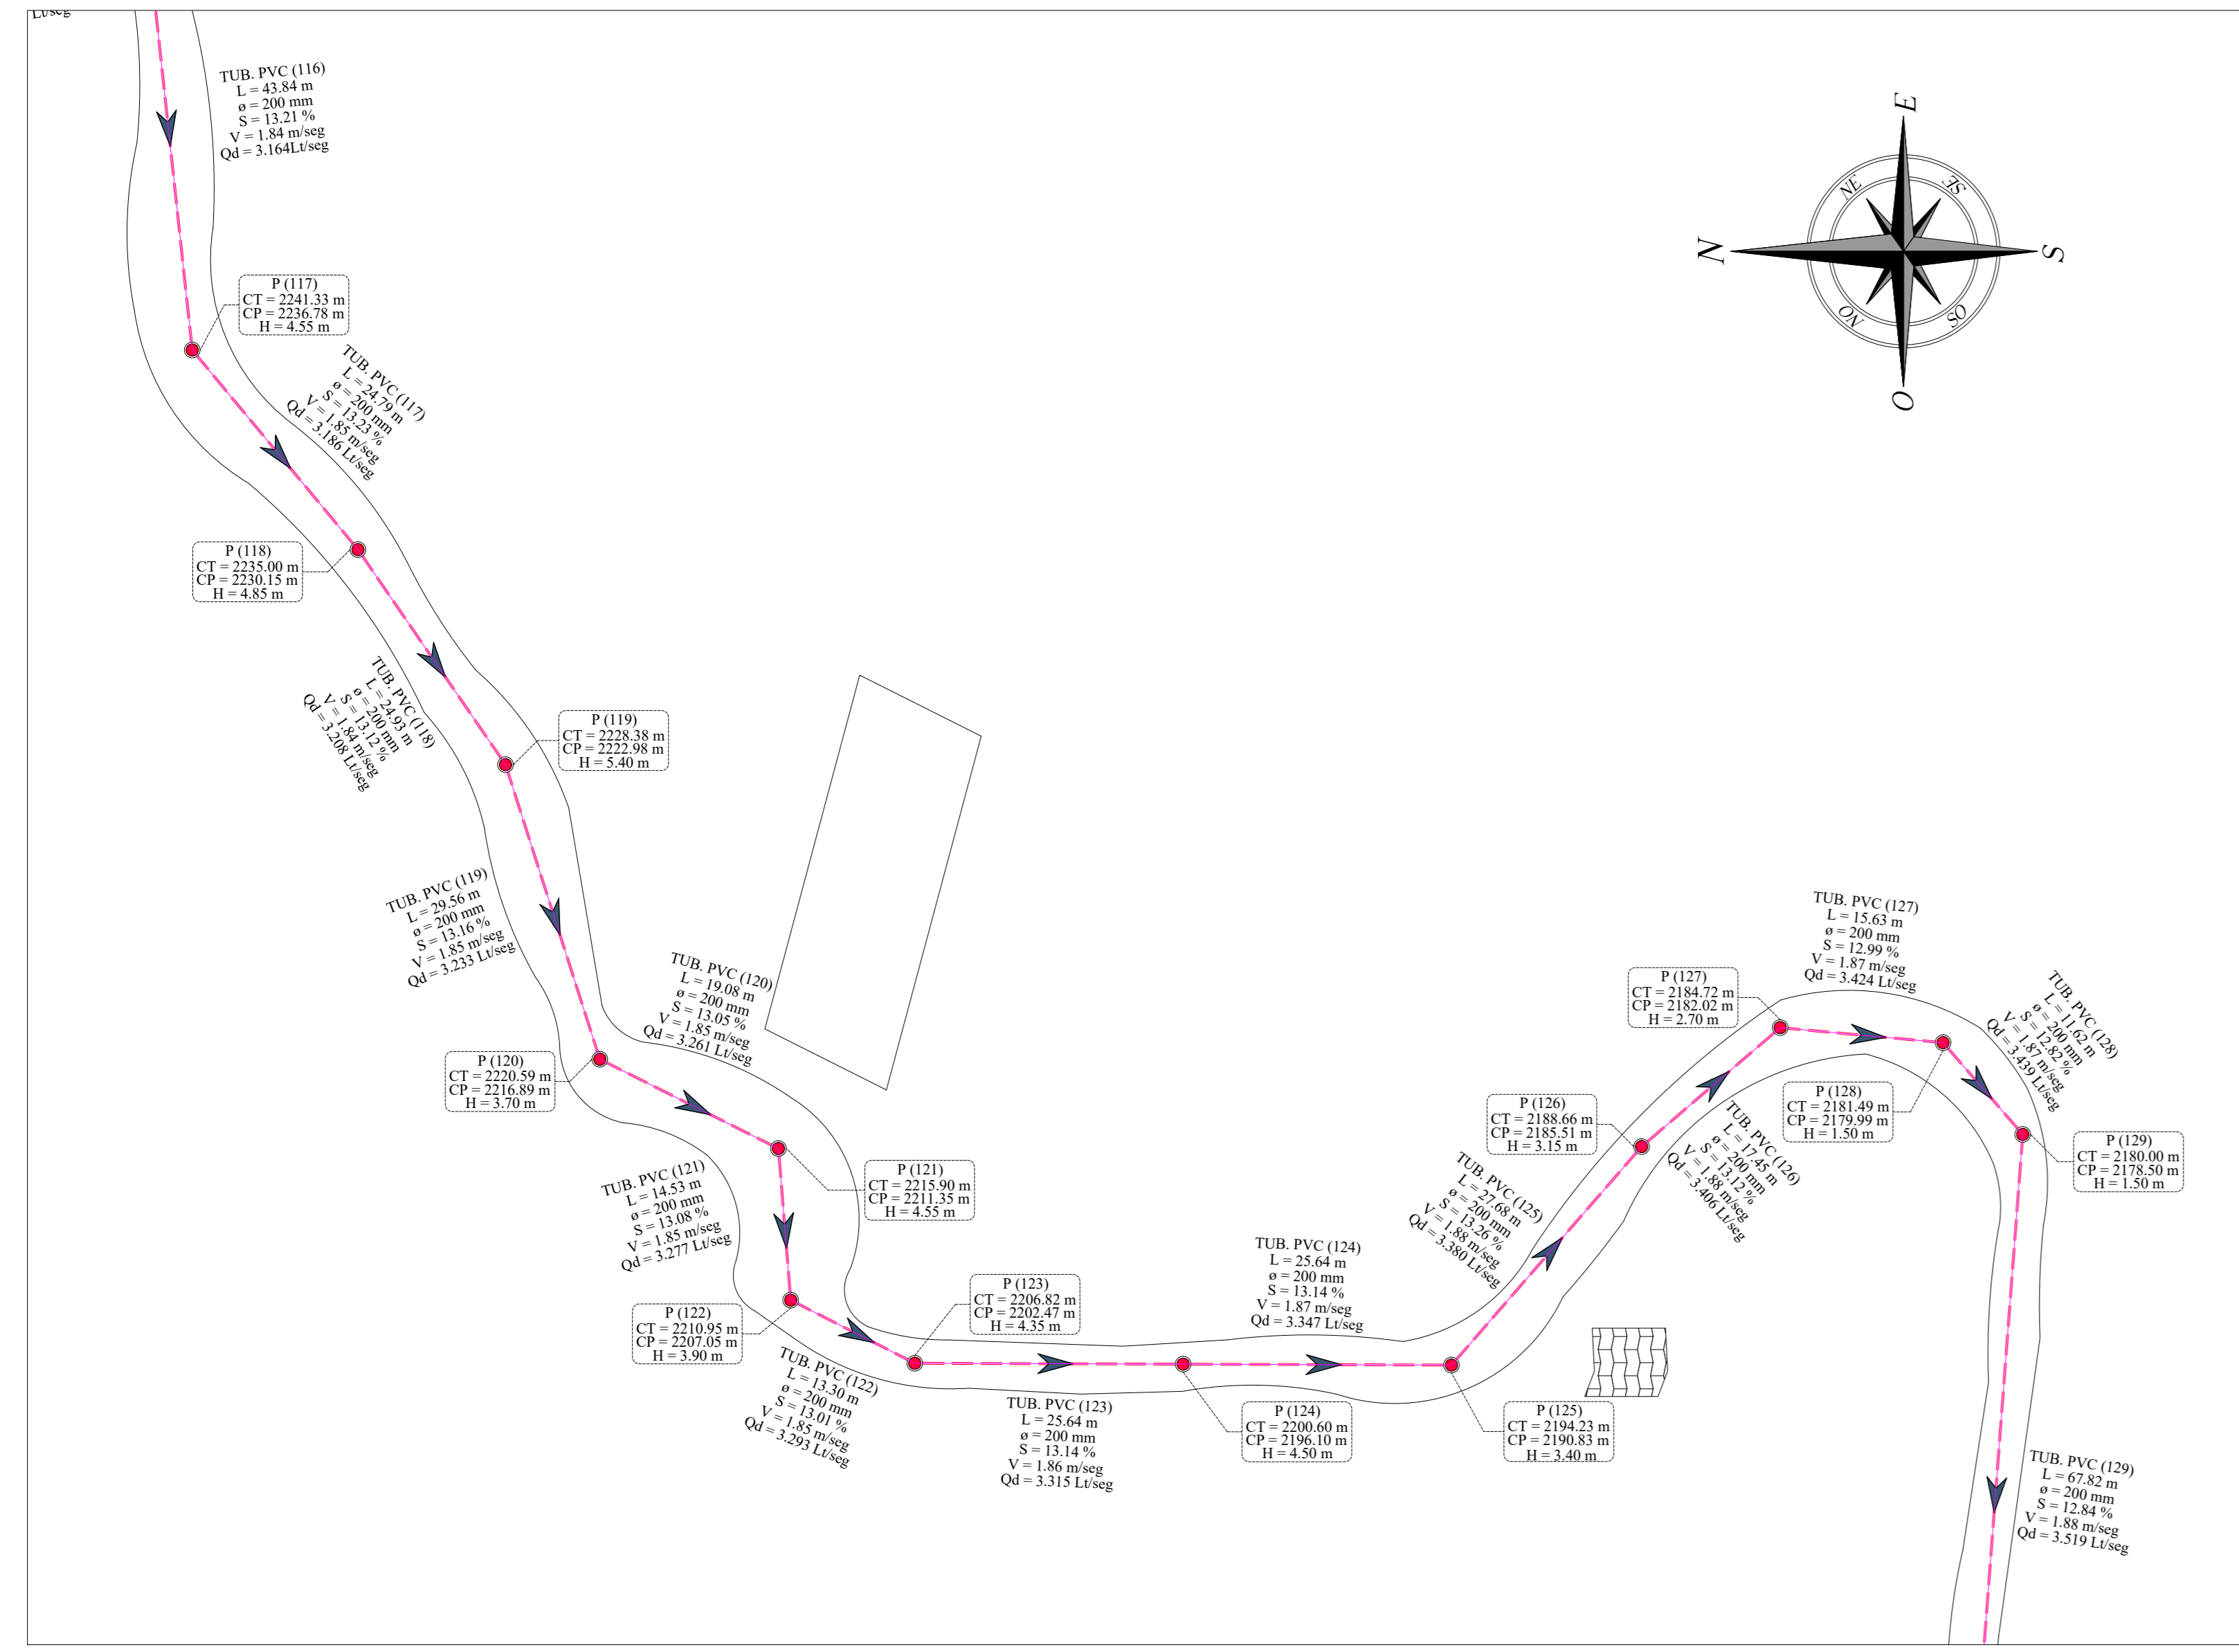 Lt/seg
TUB. PVC (116)
L = 43.84 m
ø = 200 mm
S = 13.21 %
V = 1.84 m/seg
Qd = 3.164Lt/seg
E
NE
SE
N
S
NO
SO
O
P (117)
CT = 2241.33 m
CP = 2236.78 m
H = 4.55 m
TUB. PVC (117)
L = 24.79 m
ø = 200 mm
S = 13.23 %
V = 1.85 m/seg
Qd = 3.186 Lt/seg
P (118)
CT = 2235.00 m
CP = 2230.15 m
H = 4.85 m
TUB. PVC (118)
L = 24.93 m
ø = 200 mm
S = 13.12 %
V = 1.84 m/seg
Qd = 3.208 Lt/seg
P (119)
CT = 2228.38 m
CP = 2222.98 m
H = 5.40 m
TUB. PVC (119)
L = 29.56 m
ø = 200 mm
S = 13.16 %
V = 1.85 m/seg
Qd = 3.233 Lt/seg
TUB. PVC (120)
L = 19.08 m
ø = 200 mm
S = 13.05 %
V = 1.85 m/seg
Qd = 3.261 Lt/seg
P (120)
CT = 2220.59 m
CP = 2216.89 m
H = 3.70 m
TUB. PVC (121)
L = 14.53 m
ø = 200 mm
S = 13.08 %
V = 1.85 m/seg
Qd = 3.277 Lt/seg
P (121)
CT = 2215.90 m
CP = 2211.35 m
H = 4.55 m
P (122)
CT = 2210.95 m
CP = 2207.05 m
H = 3.90 m
TUB. PVC (122)
L = 13.30 m
ø = 200 mm
S = 13.01 %
V = 1.85 m/seg
Qd = 3.293 Lt/seg
P (123)
CT = 2206.82 m
CP = 2202.47 m
H = 4.35 m
TUB. PVC (123)
L = 25.64 m
ø = 200 mm
S = 13.14 %
V = 1.86 m/seg
Qd = 3.315 Lt/seg
TUB. PVC (124)
L = 25.64 m
ø = 200 mm
S = 13.14 %
V = 1.87 m/seg
Qd = 3.347 Lt/seg
P (124)
CT = 2200.60 m
CP = 2196.10 m
H = 4.50 m
TUB. PVC (125)
L = 27.68 m
ø = 200 mm
S = 13.26 %
V = 1.88 m/seg
Qd = 3.380 Lt/seg
P (125)
CT = 2194.23 m
CP = 2190.83 m
H = 3.40 m
P (126)
CT = 2188.66 m
CP = 2185.51 m
H = 3.15 m
TUB. PVC (126)
L = 17.45 m
ø = 200 mm
S = 13.12 %
V = 1.88 m/seg
Qd = 3.406 Lt/seg
P (127)
CT = 2184.72 m
CP = 2182.02 m
H = 2.70 m
TUB. PVC (127)
L = 15.63 m
ø = 200 mm
S = 12.99 %
V = 1.87 m/seg
Qd = 3.424 Lt/seg
P (128)
CT = 2181.49 m
CP = 2179.99 m
H = 1.50 m
TUB. PVC (128)
L = 11.62 m
ø = 200 mm
S = 12.82 %
V = 1.87 m/seg
Qd = 3.439 Lt/seg
P (129)
CT = 2180.00 m
CP = 2178.50 m
H = 1.50 m
TUB. PVC (129)
L = 67.82 m
ø = 200 mm
S = 12.84 %
V = 1.88 m/seg
Qd = 3.519 Lt/seg